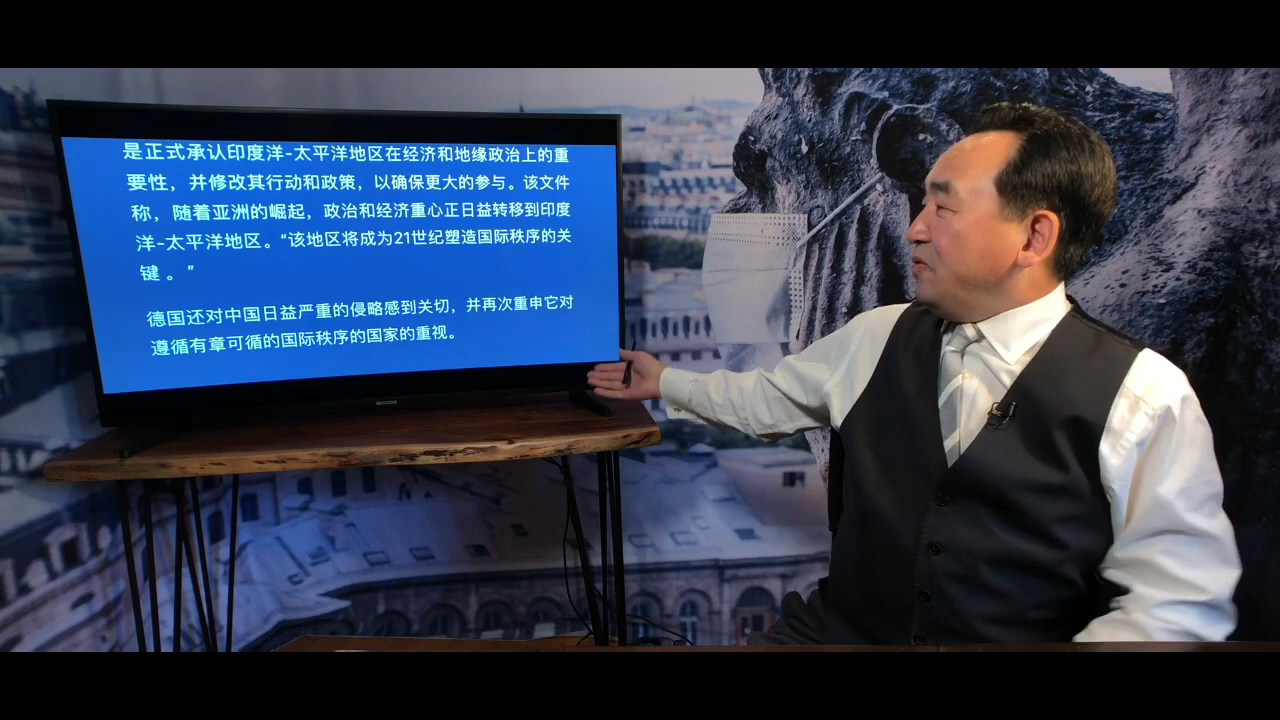 是正式承认印度洋-太平洋地区在经济和地缘政治上的重
要性，并修改其行动和政策，以确保更大的参与。该文件
称，随着亚洲的崛起，政治和经济重心正日益转移到印度
洋-太平洋地区。“该地区将成为21世纪塑造国际秩序的关
键 。”
德国还对中国日益严重的侵略感到关切，并再次重申它对
遵循有章可循的国际秩序的国家的重视。